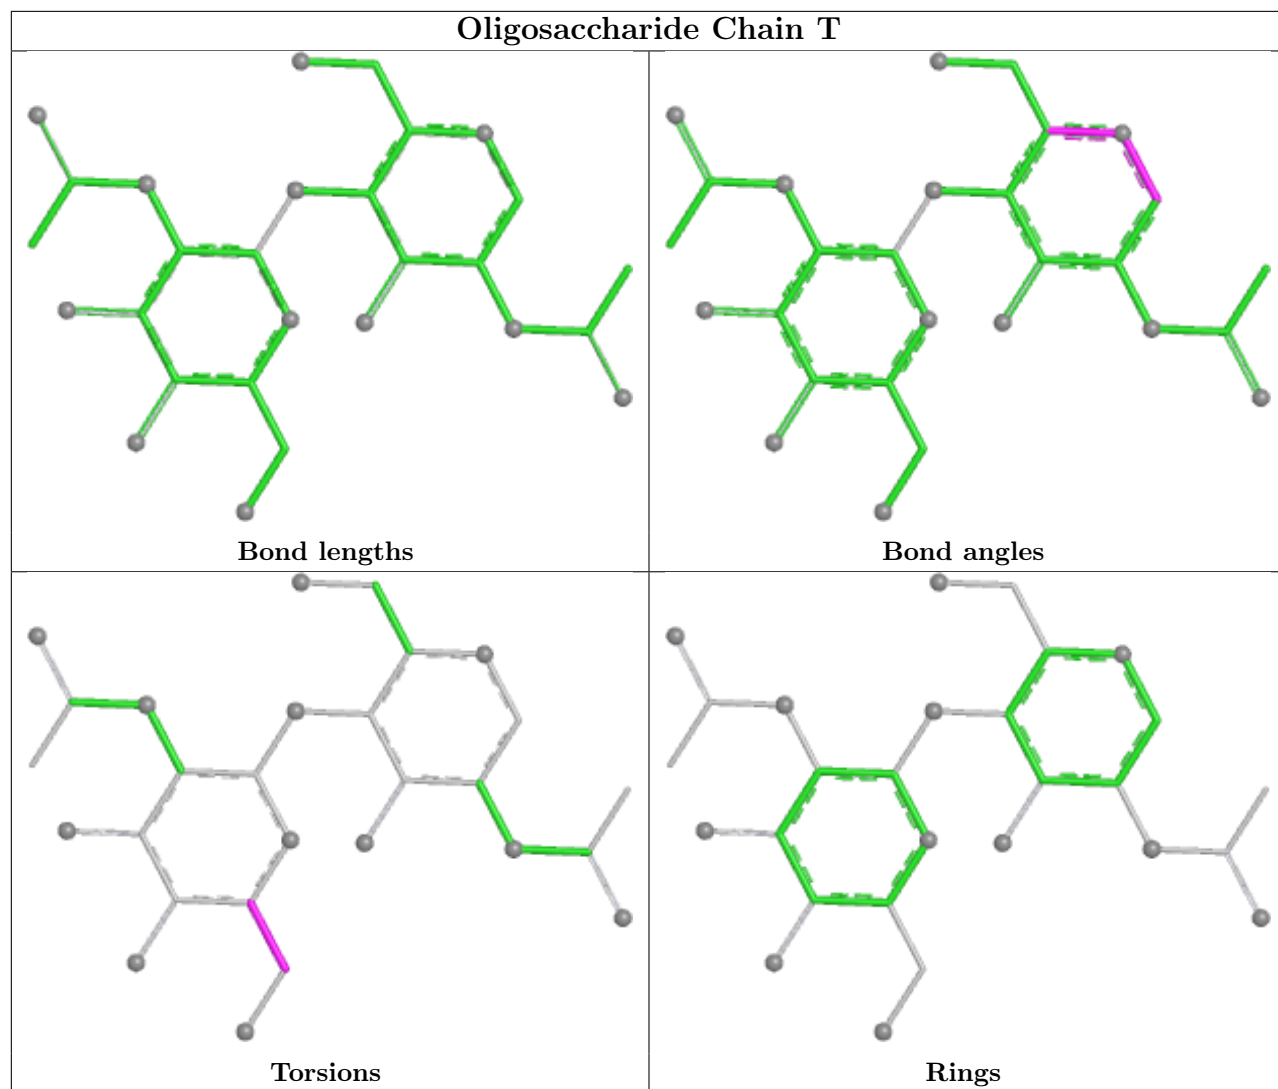 Oligosaccharide Chain T
Bond lengths
Bond angles
Torsions
Rings